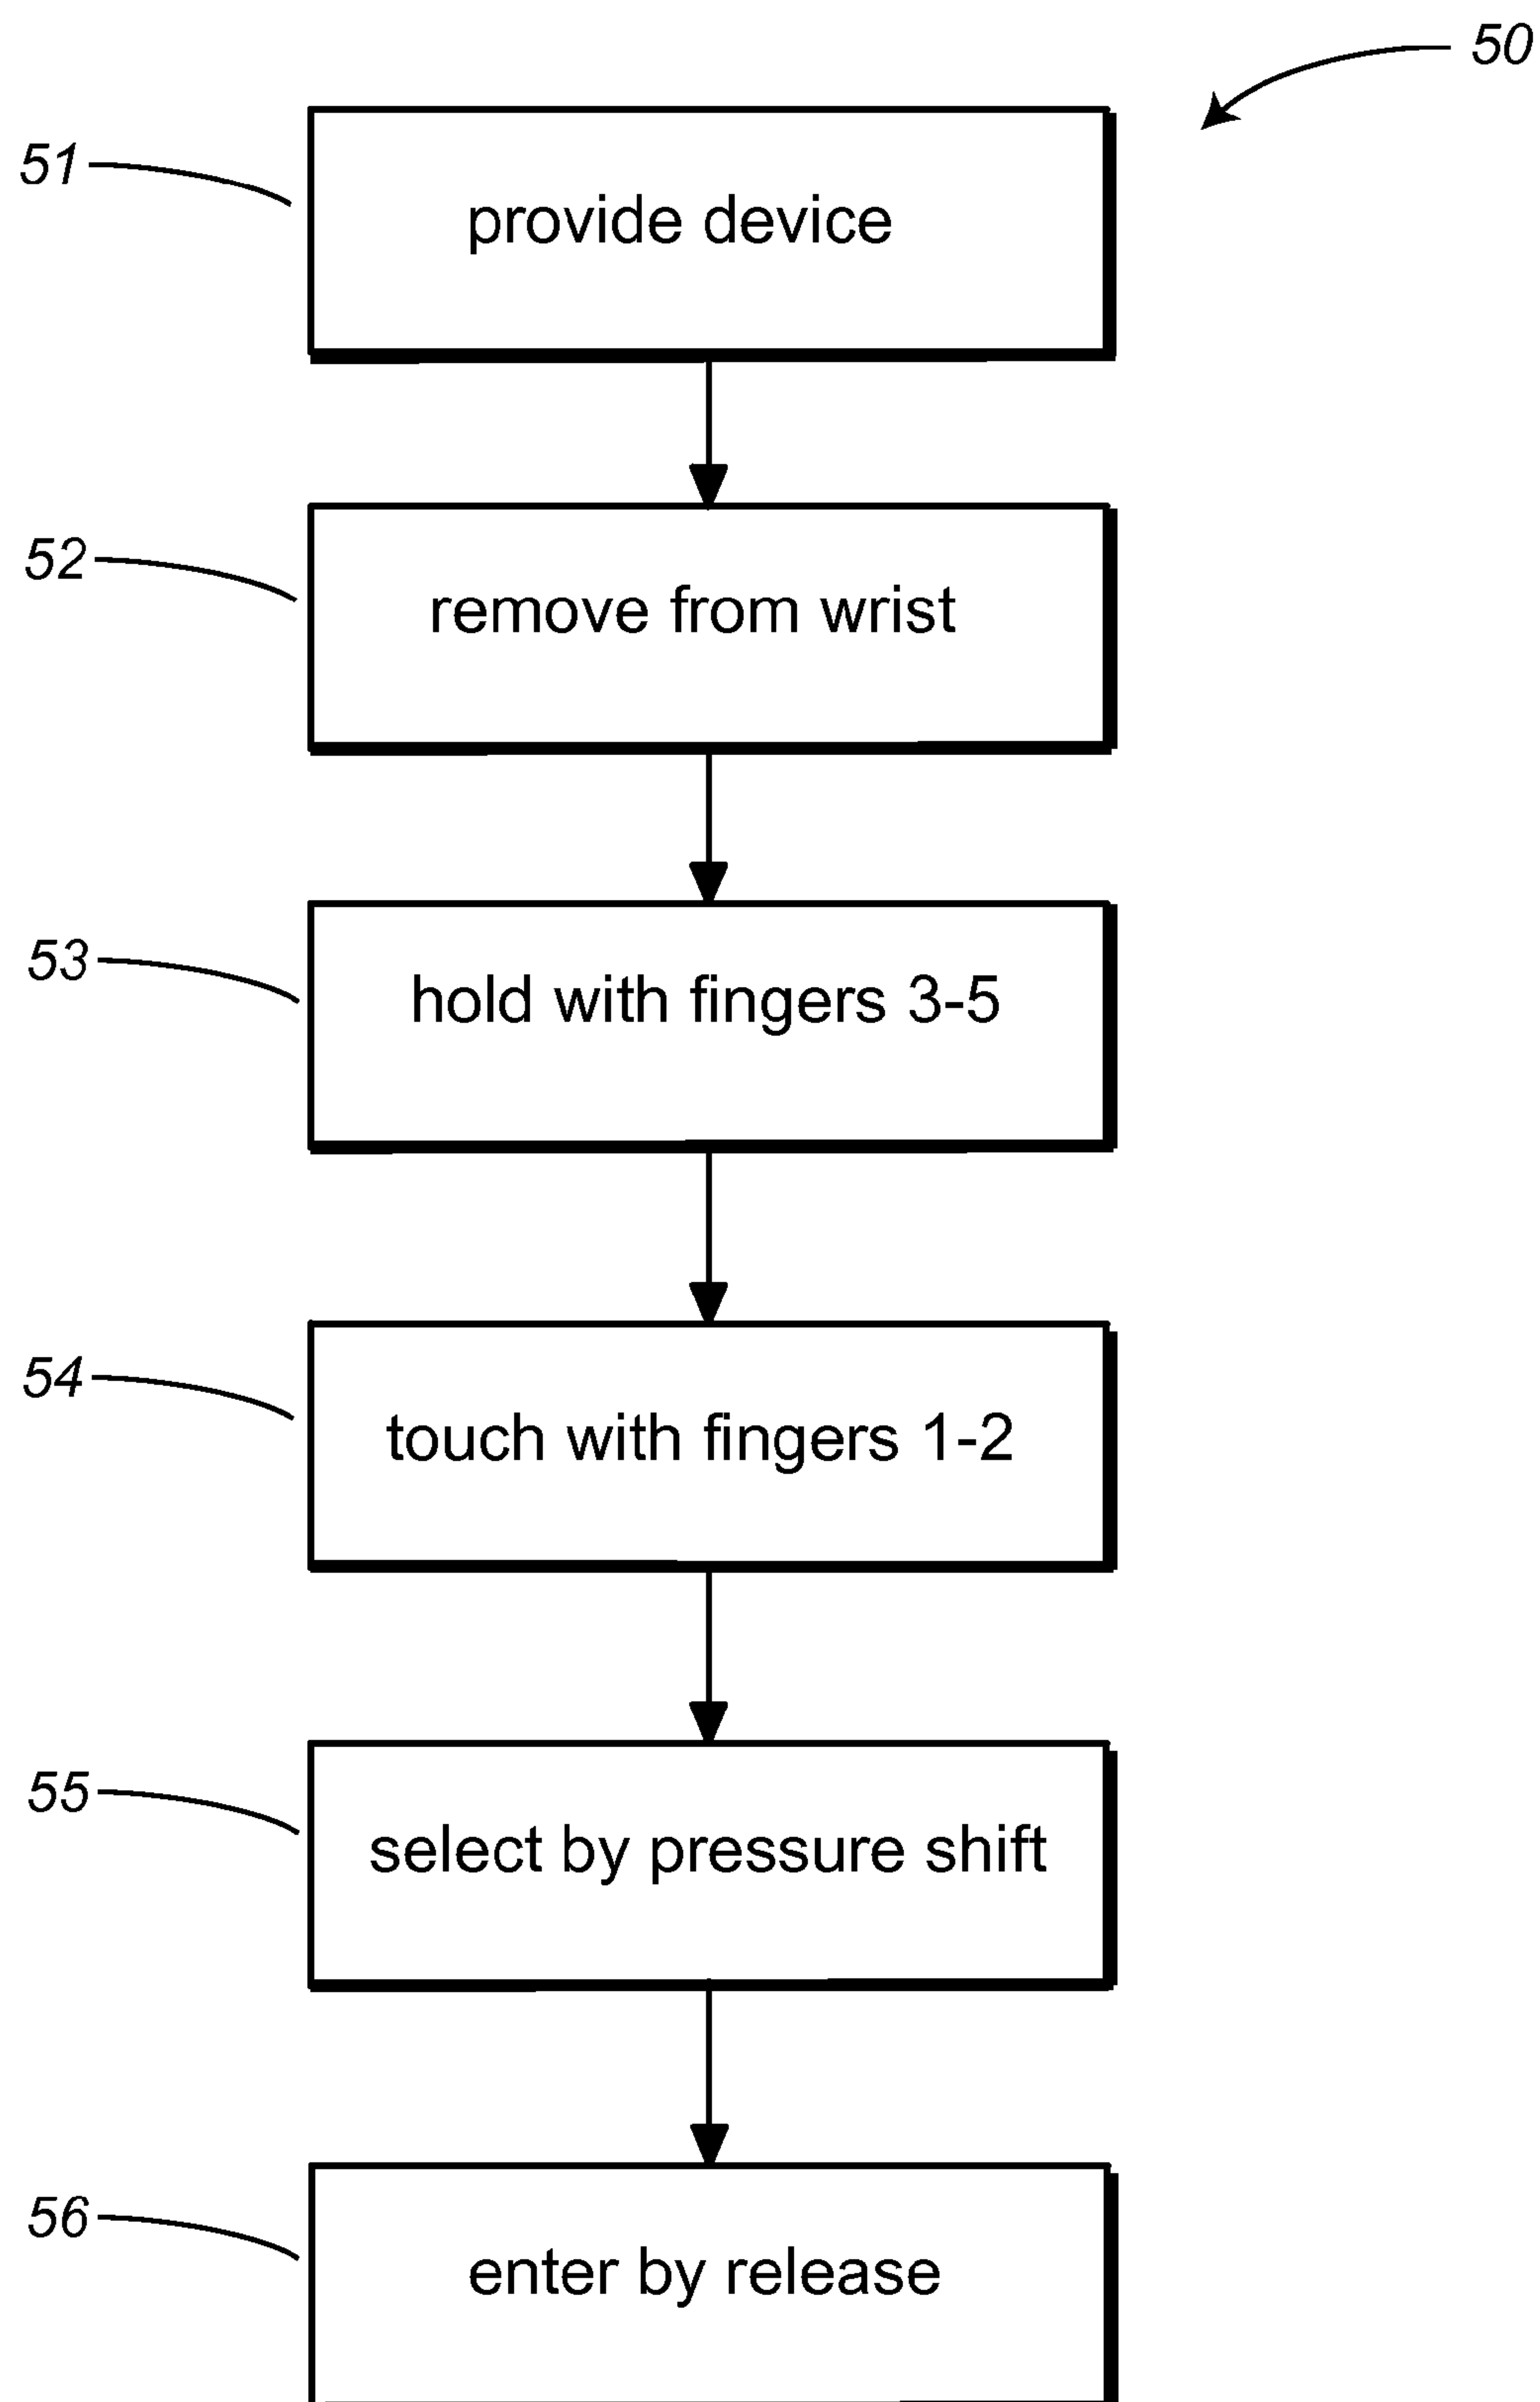 50
51
provide device
52
remove from wrist
53
hold with fingers 3-5
54
touch with fingers 1-2
55
select by pressure shift
56
enter by release